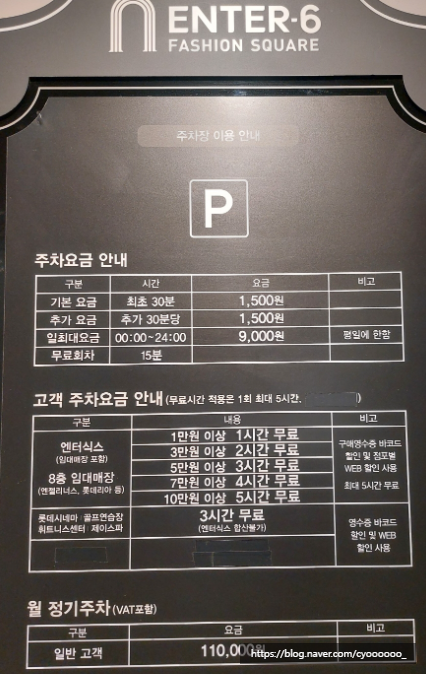 ENTER-6
FASHION SQUARE
주차장 이용 안내
P
주차요금 안내
구분 시간 요금 비고
기본 요금 최초 30분 1,500원
추가 요금 추가 30분당 1,500원
일최대요금 00:00~24:00 9,000원 평일에 한함
무료회차 15분
고객 주차요금 안내 (무료시간 적용은 1회 최대 5시간, )
구분 내용 비고
엔터식스
(임대매장 포함)
8층 임대매장
(엔젤리너스, 롯데리아 등)
1만원 이상 1시간 무료
3만원 이상 2시간 무료
5만원 이상 3시간 무료
7만원 이상 4시간 무료
10만원 이상 5시간 무료
구매영수증 바코드
할인 및 점포별
WEB 할인 사용
최대 5시간 무료
롯데시네마 골프연습장
휘트니스센터 제이스파
3시간 무료
(엔터식스 합산불가)
영수증 바코드
할인 및 WEB
할인 사용
월 정기주차 (VAT포함)
구분 요금 비고
일반 고객 110,000원
https://blog.naver.com/cyoooooo_